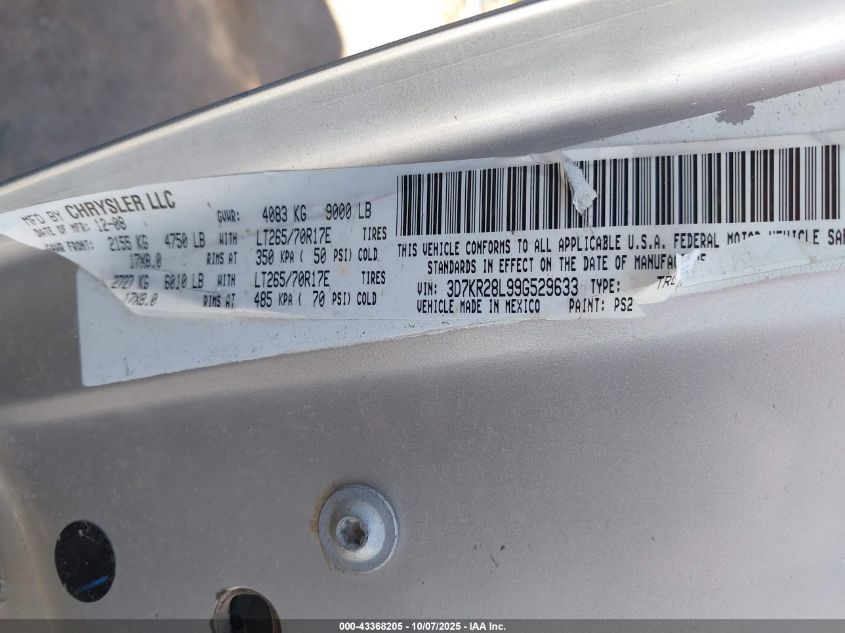 MFD BY CHRYSLER LLC
DATE OF MFR: 12-08 GVWR: 4083 KG 9000 LB
GAWR FRONT: 2155 KG 4750 LB WITH LT265/70R17E TIRES
17X8.0 RIMS AT 350 KPA ( 50 PSI) COLD
2727 KG 6010 LB WITH LT265/70R17E TIRES
17X8.0 RIMS AT 485 KPA ( 70 PSI) COLD
THIS VEHICLE CONFORMS TO ALL APPLICABLE U.S.A. FEDERAL MOTOR VEHICLE
STANDARDS IN EFFECT ON THE DATE OF MANUFACTURE
VIN: 3D7KR28L99G529633 TYPE:
VEHICLE MADE IN MEXICO PAINT: PS2
000-43368205 - 10/07/2025 - IAA Inc.